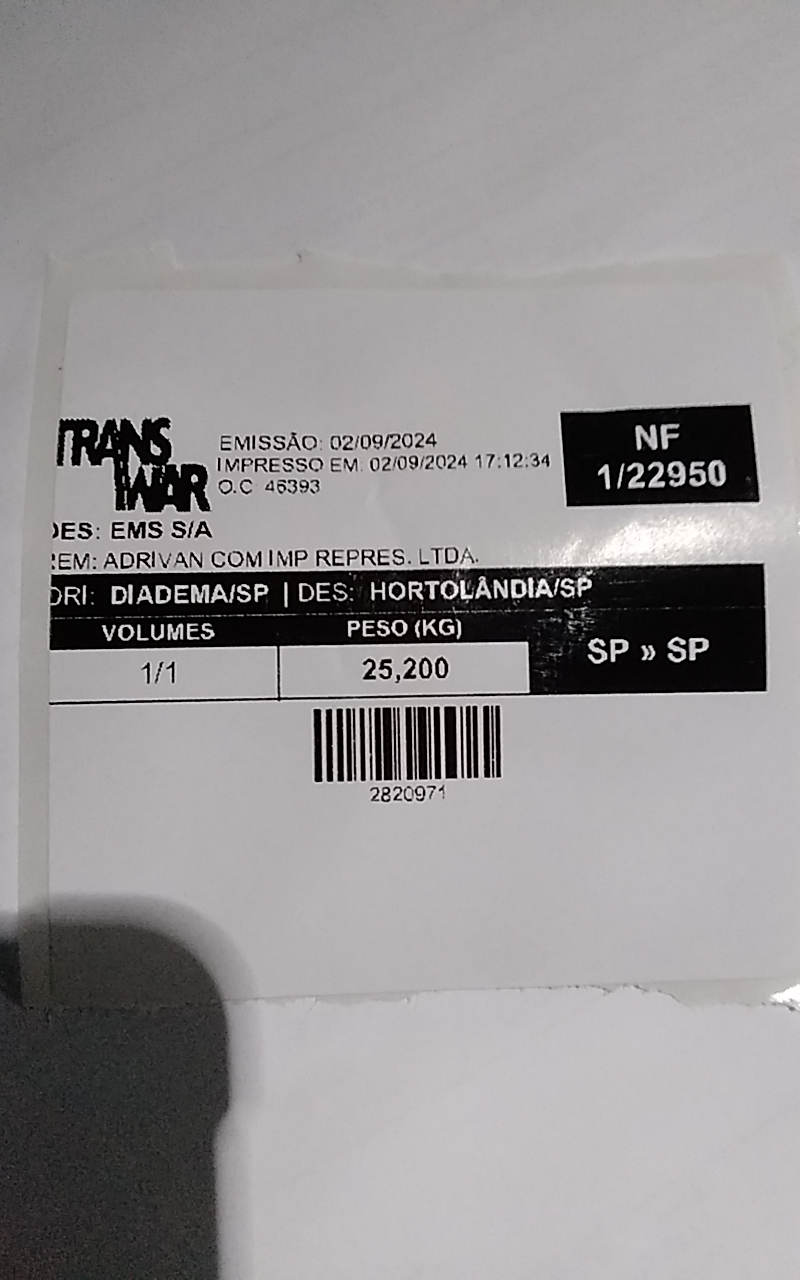 TRANS
WAR
EMISSÃO: 02/09/2024
IMPRESSO EM: 02/09/2024 17:12:34
O.C: 46393
NF
1/22950
DES: EMS S/A
REM: ADRIVAN COM IMP REPRES. LTDA.
ORI: DIADEMA/SP | DES: HORTOLÂNDIA/SP
VOLUMES PESO (KG)
SP » SP
1/1 25,200
2820971